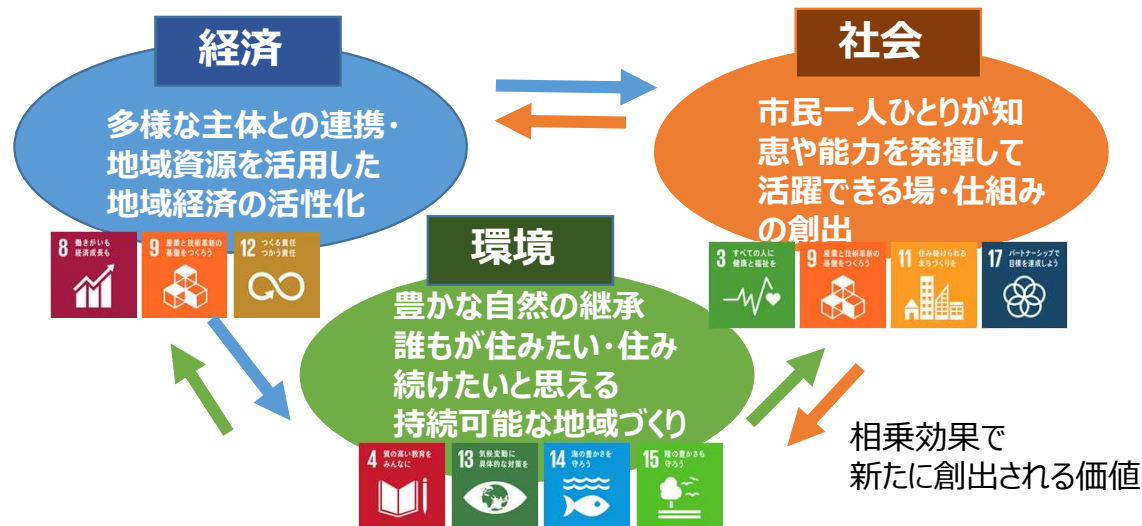 経済
多様な主体との連携・
地域資源を活用した
地域経済の活性化
8 働きがいも
経済成長も
9 産業と技術革新の
基盤をつくろう
12 つくる責任
つかう責任
社会
市民一人ひとりが知
恵や能力を発揮して
活躍できる場・仕組み
の創出
3 すべての人に
健康と福祉を
9 産業と技術革新の
基盤をつくろう
11 住み続けられる
まちづくりを
17 パートナーシップで
目標を達成しよう
環境
豊かな自然の継承
誰もが住みたい・住み
続けたいと思える
持続可能な地域づくり
4 質の高い教育を
みんなに
13 気候変動に
具体的な対策を
14 海の豊かさを
守ろう
15 陸の豊かさも
守ろう
相乗効果で
新たに創出される価値